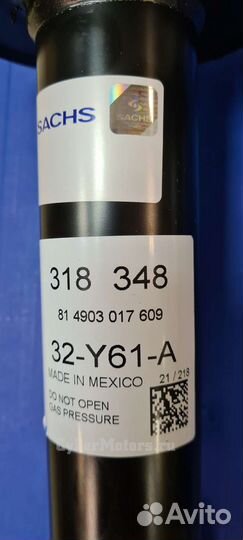 SACHS
SACHS
318 348
81 4903 017 609
32-Y61-A
MADE IN MEXICO
21 / 218
DO NOT OPEN
GAS PRESSURE
Avito